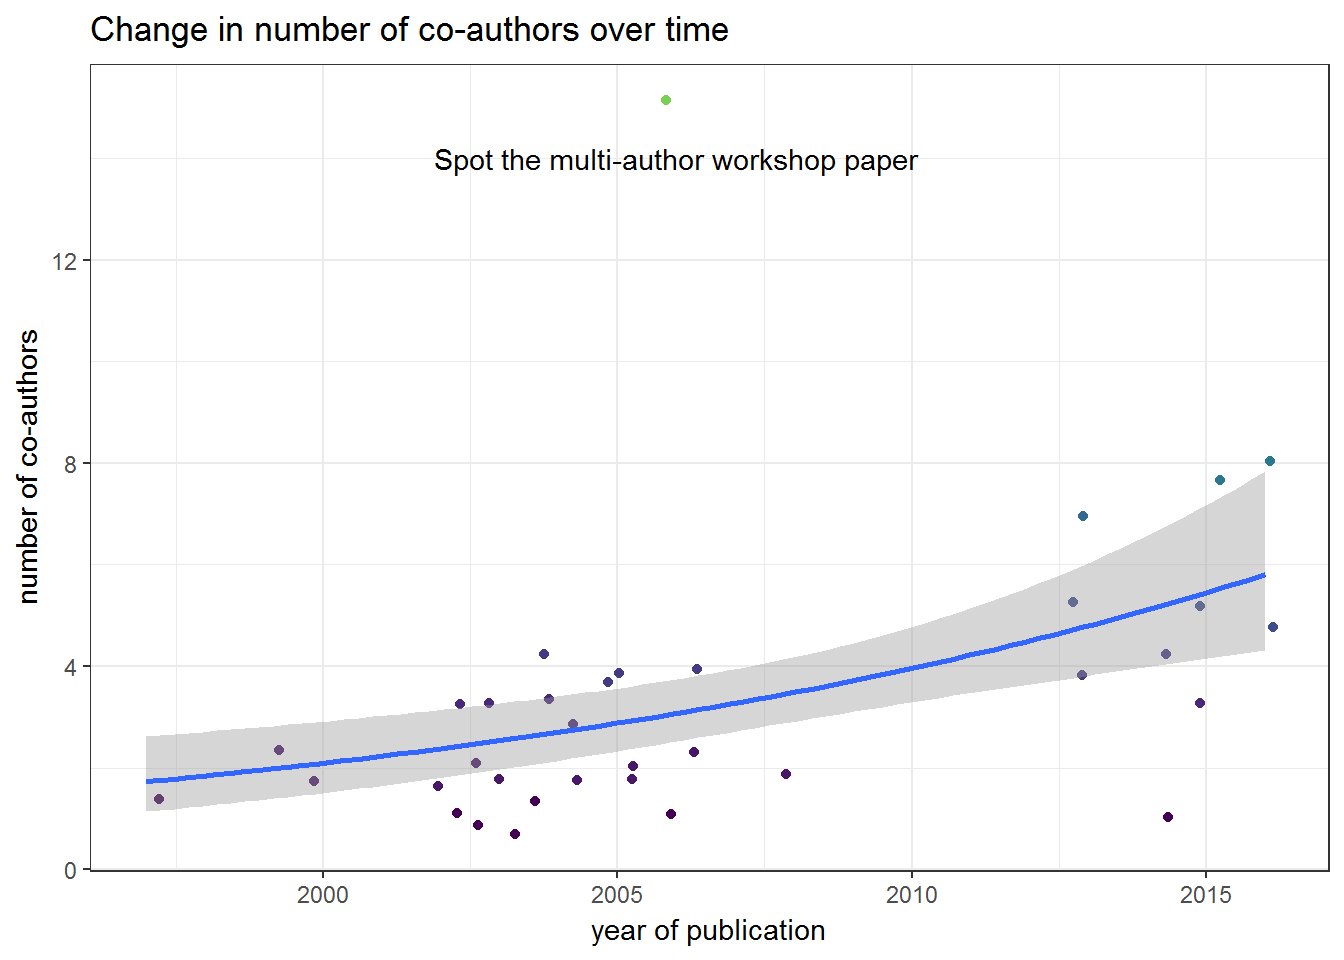 Change in number of co-authors over time
Spot the multi-author workshop paper
number of co-authors
12
8
4
0
2000
2005
2010
2015
year of publication